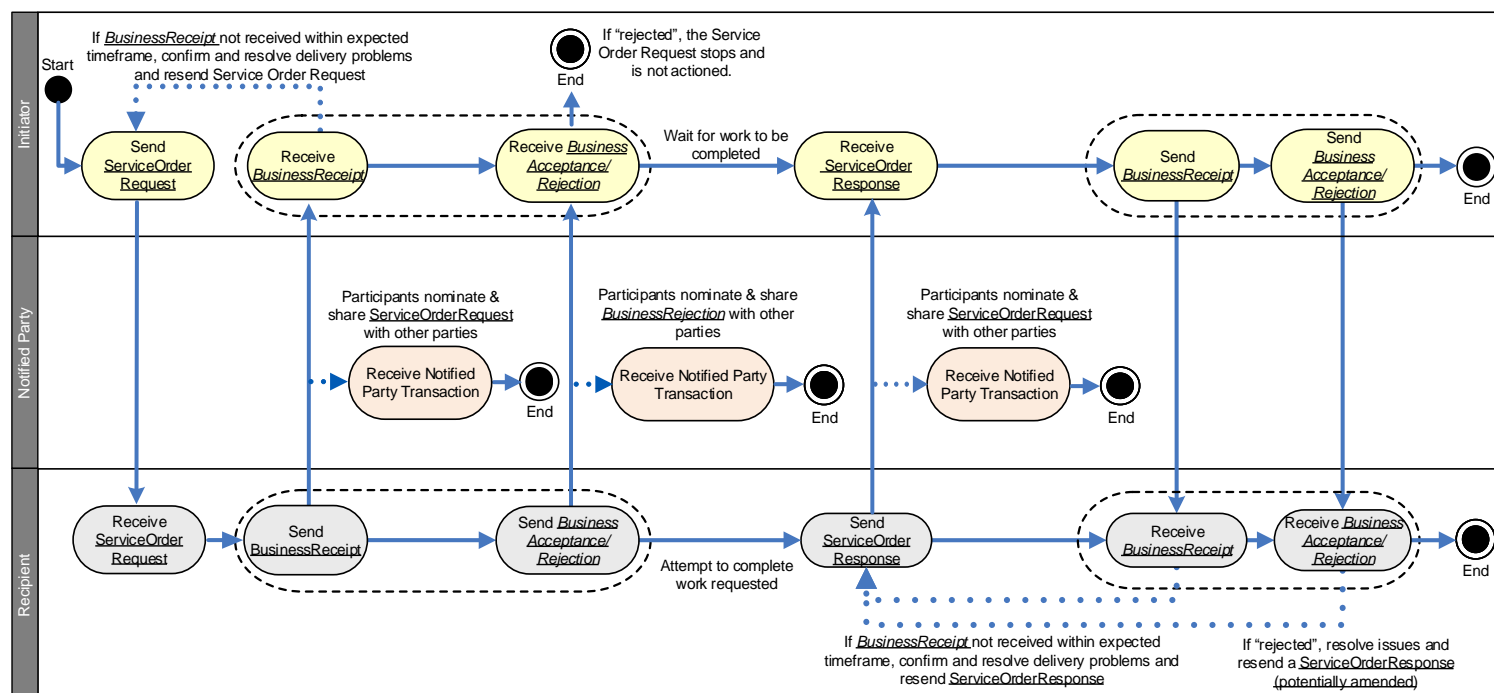 Initiator
Start
If BusinessReceipt not received within expected
timeframe, confirm and resolve delivery problems
and resend Service Order Request
End
If “rejected”, the Service
Order Request stops and
is not actioned.
Send
ServiceOrder
Request
Receive
BusinessReceipt
Receive Business
Acceptance/
Rejection
Wait for work to be
completed
Receive
ServiceOrder
Response
Send
BusinessReceipt
Send
Business
Acceptance/
Rejection
End
Notified Party
Participants nominate &
share ServiceOrderRequest
with other parties
Receive Notified
Party Transaction
End
Participants nominate & share
BusinessRejection with other
parties
Receive Notified Party
Transaction
End
Participants nominate &
share ServiceOrderRequest
with other parties
Receive Notified
Party Transaction
End
Recipient
Receive
ServiceOrder
Request
Send
BusinessReceipt
Send Business
Acceptance/
Rejection
Attempt to complete
work requested
Send
ServiceOrder
Response
Receive
BusinessReceipt
Receive Business
Acceptance/
Rejection
End
If BusinessReceipt not received within expected
timeframe, confirm and resolve delivery problems and
resend ServiceOrderResponse
If “rejected”, resolve issues and
resend a ServiceOrderResponse
(potentially amended)